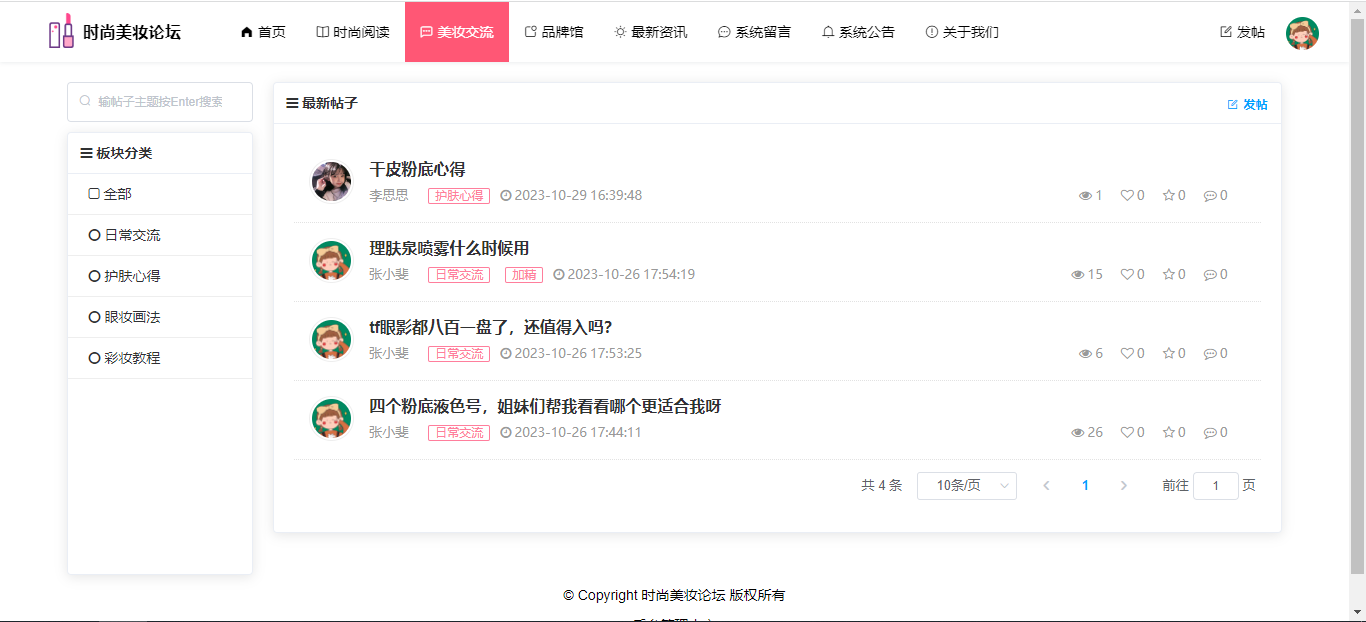 时尚美妆论坛 首页 时尚阅读 美妆交流 品牌馆 最新资讯 系统留言 系统公告 关于我们 发帖
输帖子主题按Enter搜索
板块分类
全部
日常交流
护肤心得
眼妆画法
彩妆教程
最新帖子 发帖
干皮粉底心得
李思思 护肤心得 2023-10-29 16:39:48 1 0 0 0
理肤泉喷雾什么时候用
张小斐 日常交流 加精 2023-10-26 17:54:19 15 0 0 0
tf眼影都八百一盘了，还值得入吗?
张小斐 日常交流 2023-10-26 17:53:25 6 0 0 0
四个粉底液色号，姐妹们帮我看看哪个更适合我呀
张小斐 日常交流 2023-10-26 17:44:11 26 0 0 0
共 4 条 10条/页 1 前往 1 页
© Copyright 时尚美妆论坛 版权所有